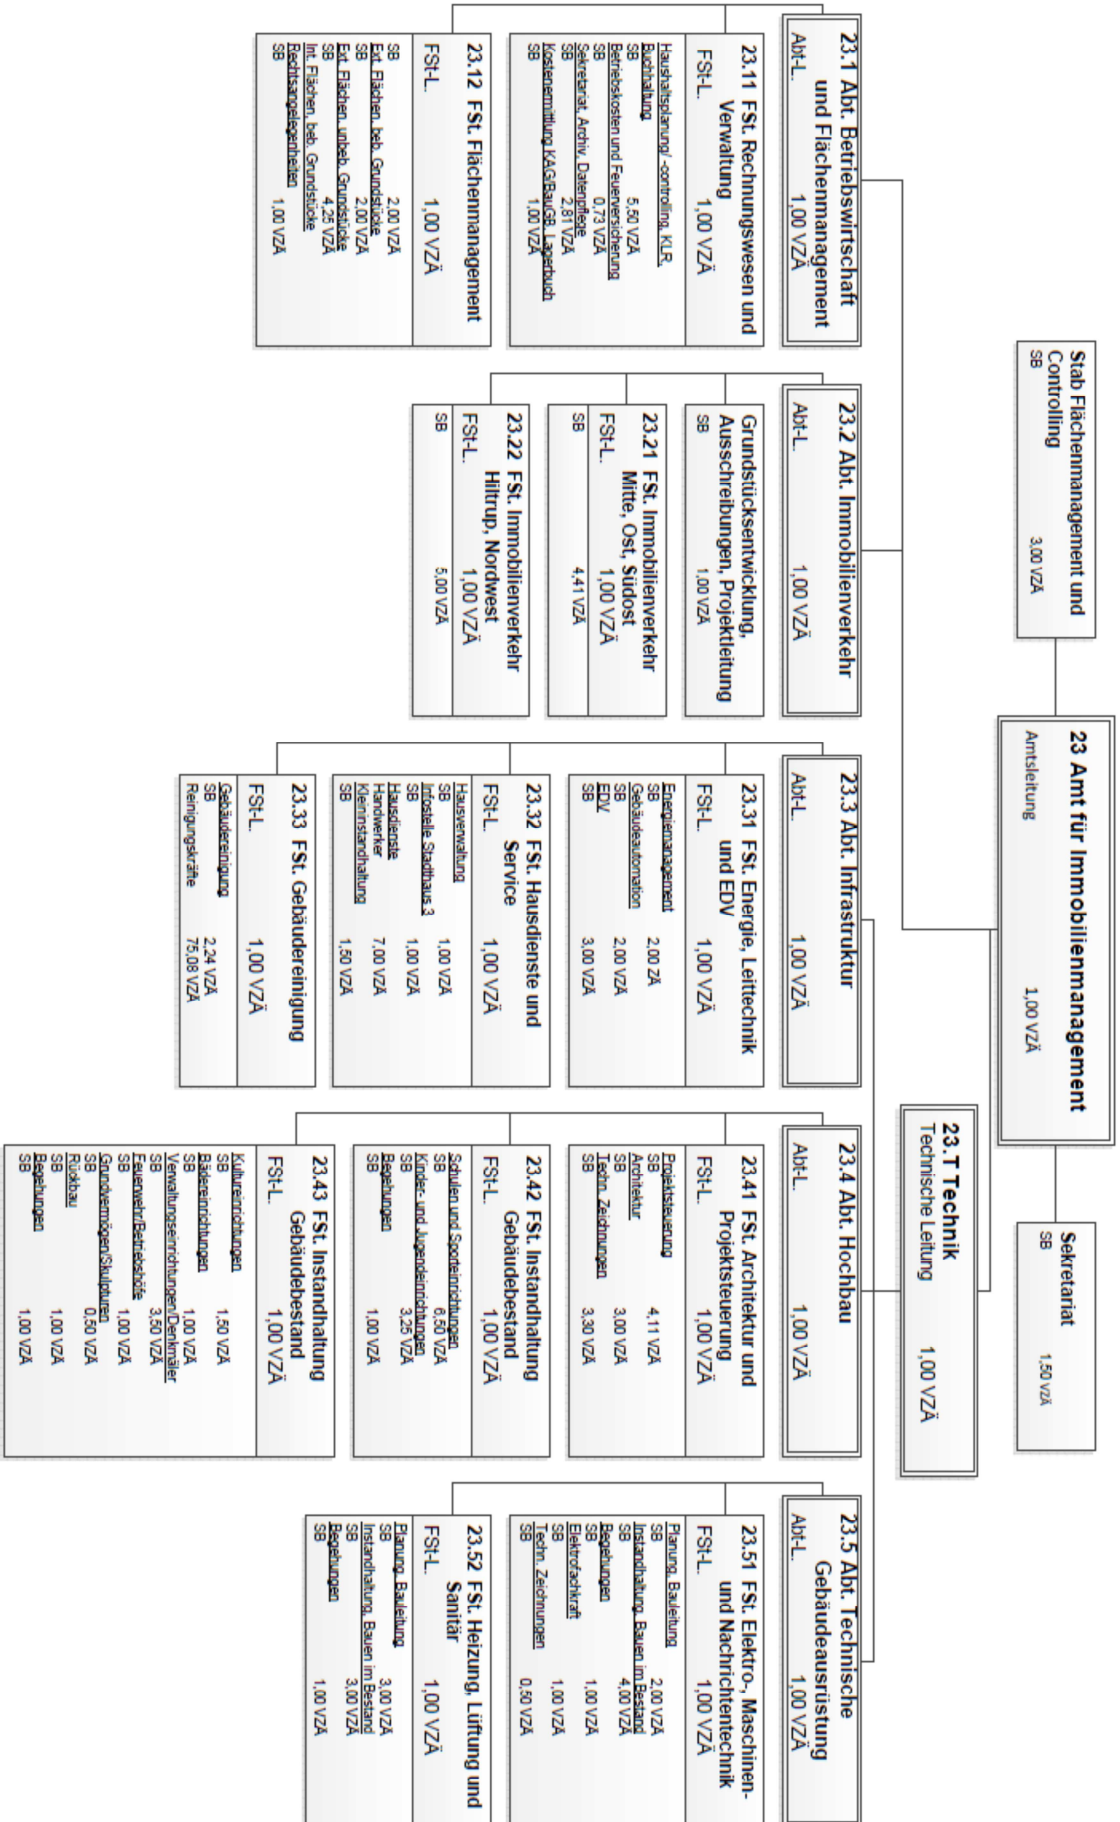 23 Amt für Immobilienmanagement
Amtsleitung 1,00 VZÄ
Stab Flächenmanagement und
Controlling
SB 3,00 VZÄ
Sekretariat
SB 1,50 VZÄ
23.T Technik
Technische Leitung 1,00 VZÄ
23.1 Abt. Betriebswirtschaft
und Flächenmanagement
Abt-L. 1,00 VZÄ
23.11 FSt. Rechnungswesen und
Verwaltung
FSt-L. 1,00 VZÄ
Haushaltsplanung/ -controlling, KLR,
Buchhaltung
SB 5,50 VZÄ
Betriebskosten und Feuerversicherung
SB 0,73 VZÄ
Sekretariat, Archiv, Datenpflege
SB 2,81 VZÄ
Kostenermittlung KAG/BauGB, Lagerbuch
SB 1,00 VZÄ
23.12 FSt. Flächenmanagement
FSt-L. 1,00 VZÄ
SB 2,00 VZÄ
Ext. Flächen, beb. Grundstücke
SB 2,00 VZÄ
Ext. Flächen, unbeb. Grundstücke
SB 4,25 VZÄ
Int. Flächen, beb. Grundstücke
Rechtsangelegenheiten
SB 1,00 VZÄ
23.2 Abt. Immobilienverkehr
Abt-L. 1,00 VZÄ
Grundstücksentwicklung,
Ausschreibungen, Projektleitung
SB 1,00 VZÄ
23.21 FSt. Immobilienverkehr
Mitte, Ost, Südost
FSt-L. 1,00 VZÄ
SB 4,41 VZÄ
23.22 FSt. Immobilienverkehr
Hiltrup, Nordwest
FSt-L. 1,00 VZÄ
SB 5,00 VZÄ
23.3 Abt. Infrastruktur
Abt-L. 1,00 VZÄ
23.31 FSt. Energie, Leittechnik
und EDV
FSt-L. 1,00 VZÄ
Energiemanagement
SB 2,00 ZÄ
Gebäudeautomation
SB 2,00 VZÄ
EDV
SB 3,00 VZÄ
23.32 FSt. Hausdienste und
Service
FSt-L. 1,00 VZÄ
Hausverwaltung
SB 1,00 VZÄ
Infostelle Stadthaus 3
SB 1,00 VZÄ
Hausdienste
Handwerker 7,00 VZÄ
Kleininstandhaltung
SB 1,50 VZÄ
23.33 FSt. Gebäudereinigung
FSt-L. 1,00 VZÄ
Gebäudereinigung
SB 2,24 VZÄ
Reinigungskräfte 75,08 VZÄ
23.4 Abt. Hochbau
Abt-L. 1,00 VZÄ
23.41 FSt. Architektur und
Projektsteuerung
FSt-L. 1,00 VZÄ
Projektsteuerung
SB 4,11 VZÄ
Architektur
SB 3,00 VZÄ
Techn. Zeichnungen
SB 3,30 VZÄ
23.42 FSt. Instandhaltung
Gebäudebestand
FSt-L. 1,00 VZÄ
Schulen und Sporteinrichtungen
SB 6,50 VZÄ
Kinder- und Jugendeinrichtungen
SB 3,25 VZÄ
Begehungen
SB 1,00 VZÄ
23.43 FSt. Instandhaltung
Gebäudebestand
FSt-L. 1,00 VZÄ
Kultureinrichtungen
SB 1,50 VZÄ
Bädereinrichtungen
SB 1,00 VZÄ
Verwaltungseinrichtungen/Denkmäler
SB 3,50 VZÄ
Feuerwehr/Betriebshöfe
SB 1,00 VZÄ
Grundvermögen/Skulpturen
SB 0,50 VZÄ
Rückbau
SB 1,00 VZÄ
Begehungen
SB 1,00 VZÄ
23.5 Abt. Technische
Gebäudeausrüstung
Abt-L. 1,00 VZÄ
23.51 FSt. Elektro-, Maschinen-
und Nachrichtentechnik
FSt-L. 1,00 VZÄ
Planung, Bauleitung
SB 2,00 VZÄ
Instandhaltung, Bauen im Bestand
SB 4,00 VZÄ
Begehungen
SB 1,00 VZÄ
Elektrofachkraft
SB 1,00 VZÄ
Techn. Zeichnungen
SB 0,50 VZÄ
23.52 FSt. Heizung, Lüftung und
Sanitär
FSt-L. 1,00 VZÄ
Planung, Bauleitung
SB 3,00 VZÄ
Instandhaltung, Bauen im Bestand
SB 3,00 VZÄ
Begehungen
SB 1,00 VZÄ